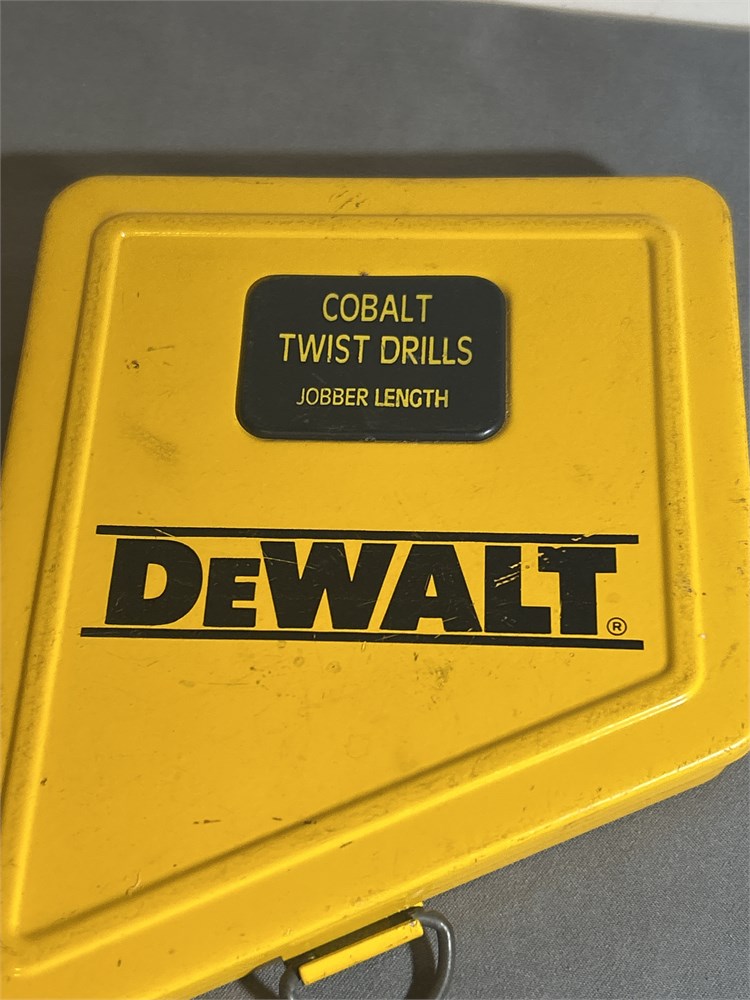 COBALT
TWIST DRILLS
JOBBER LENGTH
DEWALT®